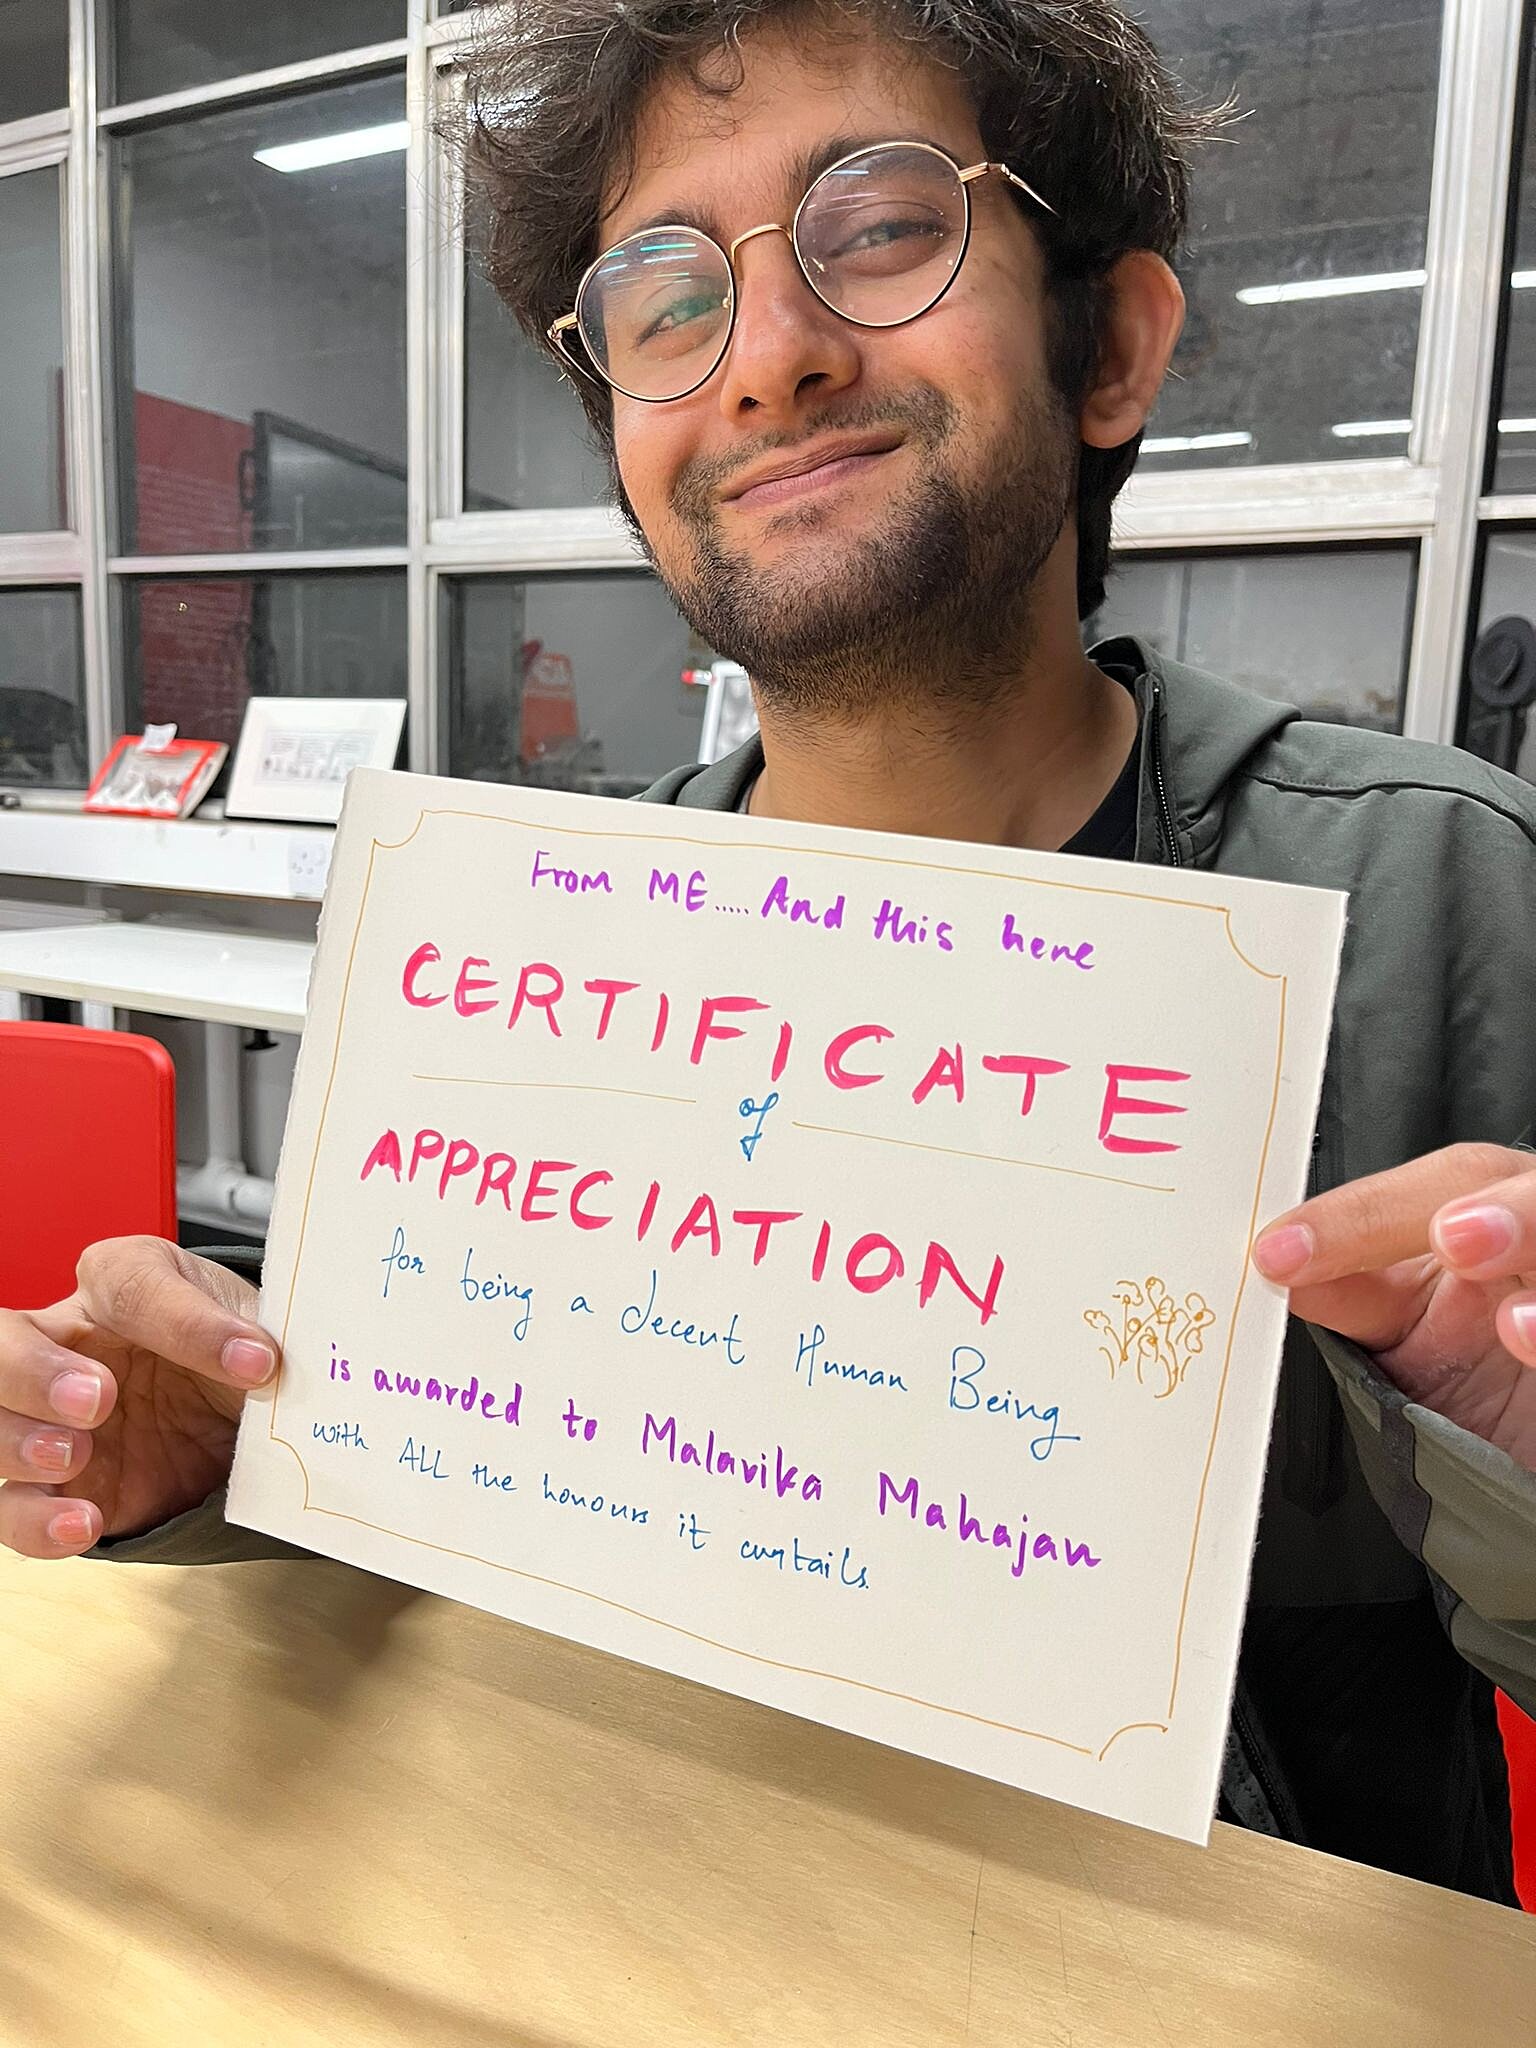 From ME..... And this here
CERTIFICATE
of
APPRECIATION
for being a decent Human Being
is awarded to Malavika Mahajan
with ALL the honours it curtails.